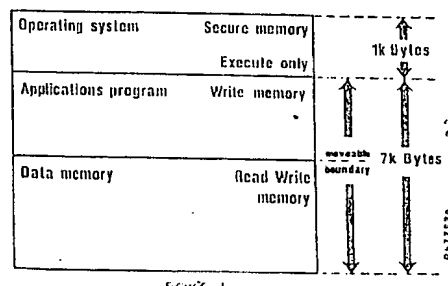 Operating system Secure memory
1k Bytes
Execute only
Applications program Write memory
moveable 7k Bytes
boundary
Data memory Read Write
memory